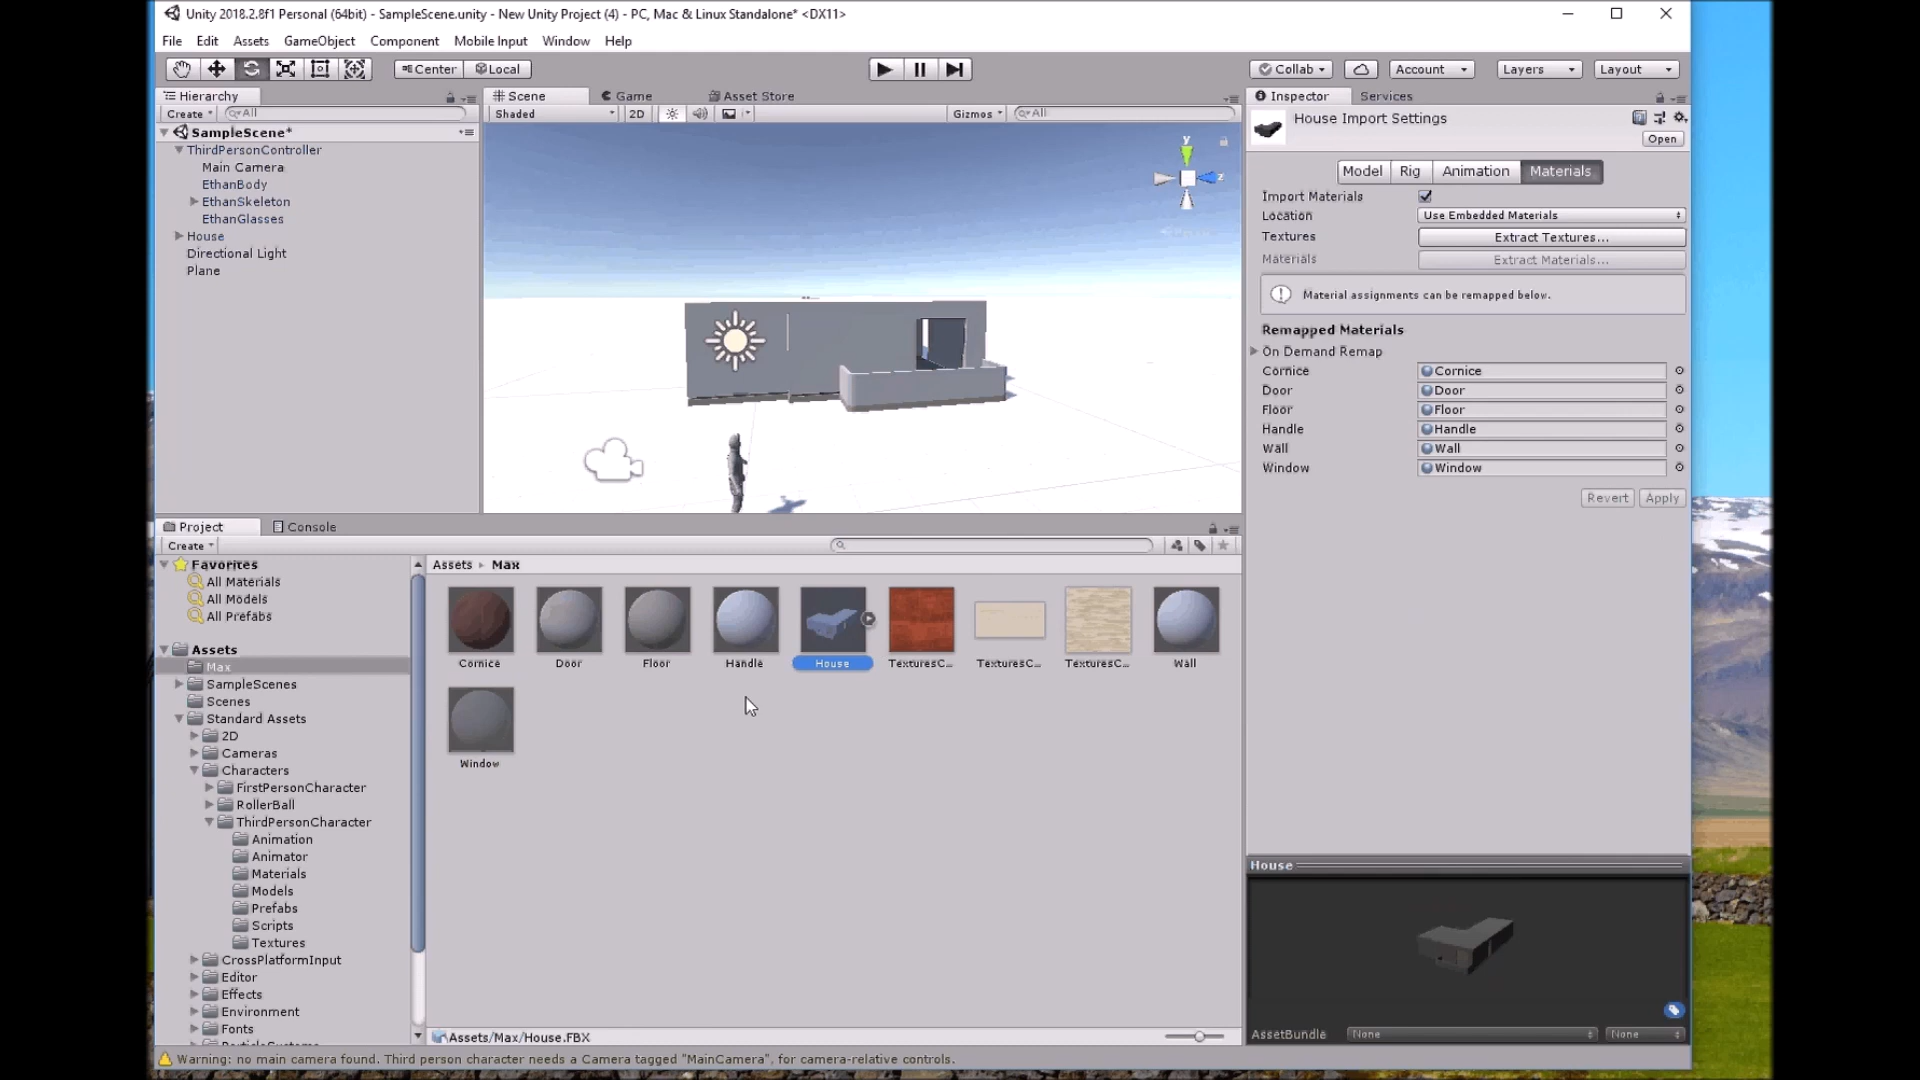 Unity 2018.2.8f1 Personal (64bit) - SampleScene.unity - New Unity Project (4) - PC, Mac & Linux Standalone* <DX11>
File Edit Assets GameObject Component Mobile Input Window Help
Center Local Collab Account Layers Layout
Hierarchy
Create All
SampleScene*
ThirdPersonController
Main Camera
EthanBody
EthanSkeleton
EthanGlasses
House
Directional Light
Plane
Scene Game Asset Store
Shaded 2D Gizmos All
y
z
Inspector Services
House Import Settings
Open
Model Rig Animation Materials
Import Materials
Location Use Embedded Materials
Textures Extract Textures...
Materials Extract Materials...
Material assignments can be remapped below.
Remapped Materials
On Demand Remap
Cornice Cornice
Door Door
Floor Floor
Handle Handle
Wall Wall
Window Window
Revert Apply
Project Console
Create
Favorites
All Materials
All Models
All Prefabs
Assets
Max
SampleScenes
Scenes
Standard Assets
2D
Cameras
Characters
FirstPersonCharacter
RollerBall
ThirdPersonCharacter
Animation
Animator
Materials
Models
Prefabs
Scripts
Textures
CrossPlatformInput
Editor
Effects
Environment
Fonts
Assets Max
Cornice Door Floor Handle House TexturesC... TexturesC... TexturesC... Wall
Window
Assets/Max/House.FBX
House
AssetBundle None None
Warning: no main camera found. Third person character needs a Camera tagged "MainCamera", for camera-relative controls.